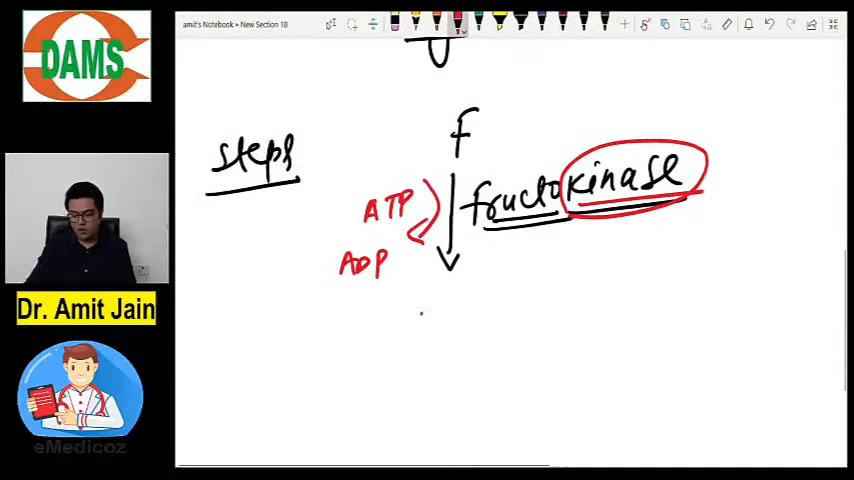 amit's Notebook > New Section 10
DAMS
steps
F
fructokinase
ATP
ADP
Dr. Amit Jain
eMedicoz